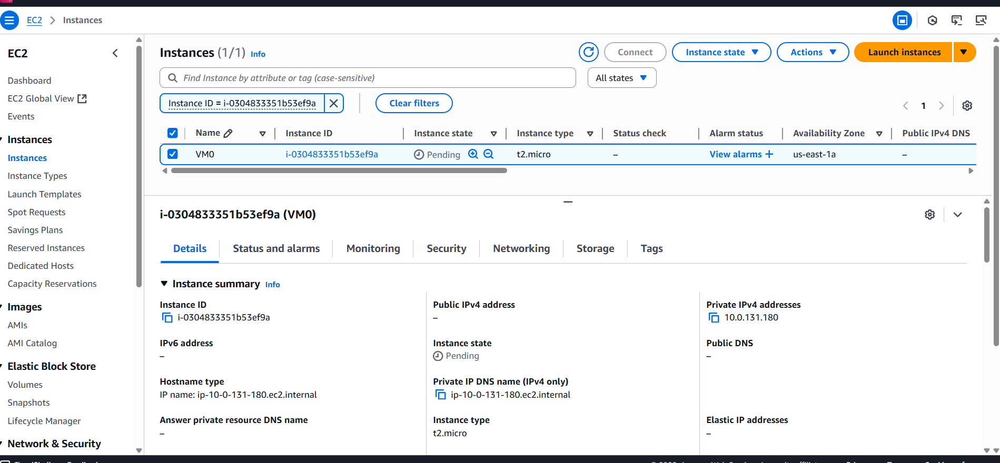 EC2 > Instances
EC2
Dashboard
EC2 Global View
Events
Instances
Instances
Instance Types
Launch Templates
Spot Requests
Savings Plans
Reserved Instances
Dedicated Hosts
Capacity Reservations
Images
AMIs
AMI Catalog
Elastic Block Store
Volumes
Snapshots
Lifecycle Manager
Network & Security
Instances (1/1) Info
Connect
Instance state
Actions
Launch instances
Find Instance by attribute or tag (case-sensitive)
All states
Instance ID = i-0304833351b53ef9a
Clear filters
1
Name Instance ID Instance state Instance type Status check Alarm status Availability Zone Public IPv4 DNS
VM0 i-0304833351b53ef9a Pending t2.micro – View alarms + us-east-1a –
i-0304833351b53ef9a (VM0)
Details Status and alarms Monitoring Security Networking Storage Tags
Instance summary Info
Instance ID
i-0304833351b53ef9a
Public IPv4 address
–
Private IPv4 addresses
10.0.131.180
IPv6 address
–
Instance state
Pending
Public DNS
–
Hostname type
IP name: ip-10-0-131-180.ec2.internal
Private IP DNS name (IPv4 only)
ip-10-0-131-180.ec2.internal
Answer private resource DNS name
–
Instance type
t2.micro
Elastic IP addresses
–